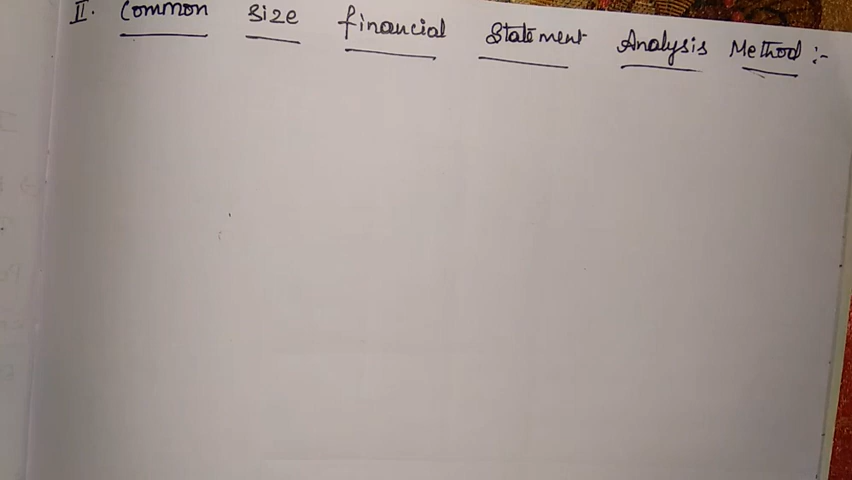 II. Common Size financial Statement Analysis Method :-